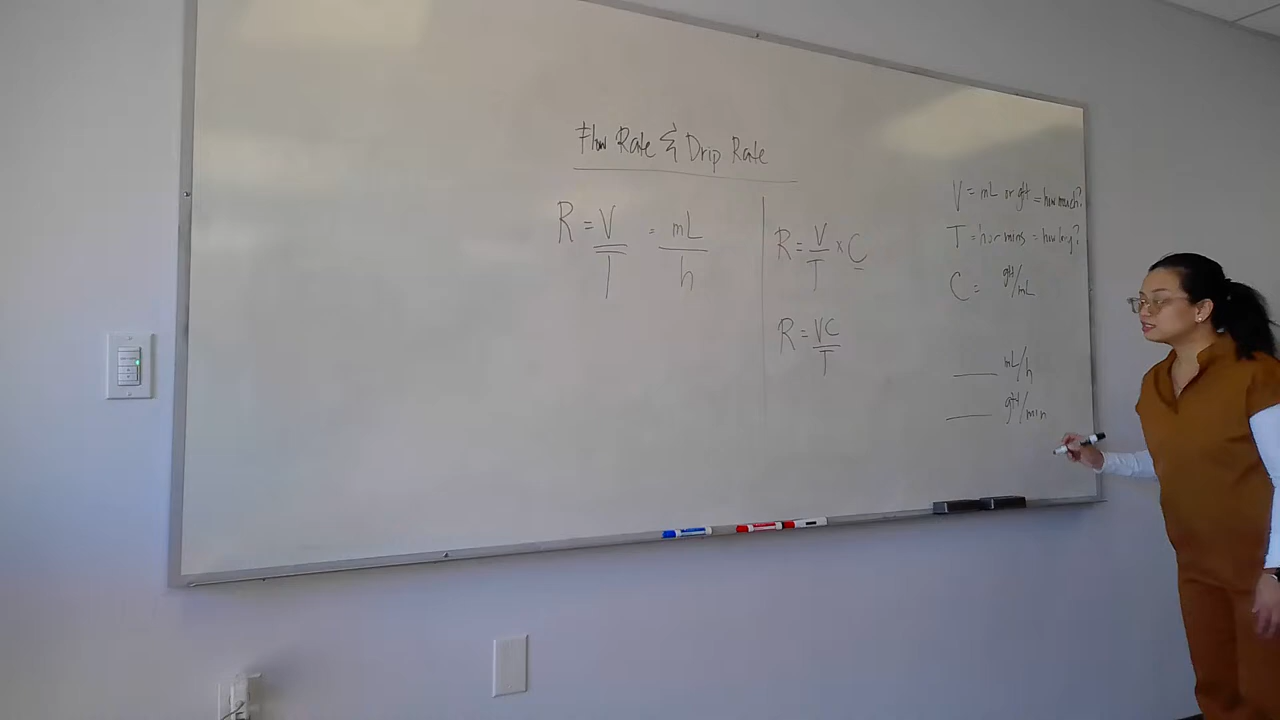 Flow Rate & Drip Rate
R = V/T = mL/h
R = V/T × C
R = VC/T
V = mL or gtt = how much?
T = h or mins = how long?
C = gtt/mL
___ mL/h
___ gtt/min